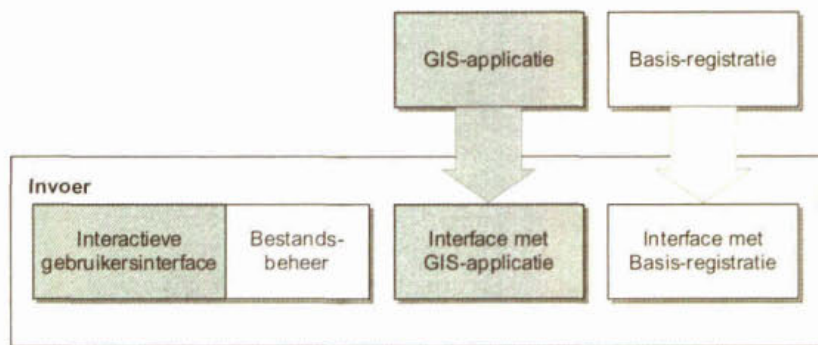 GIS-applicatie
Basis-registratie
Invoer
Interactieve
gebruikersinterface
Bestands-
beheer
Interface met
GIS-applicatie
Interface met
Basis-registratie